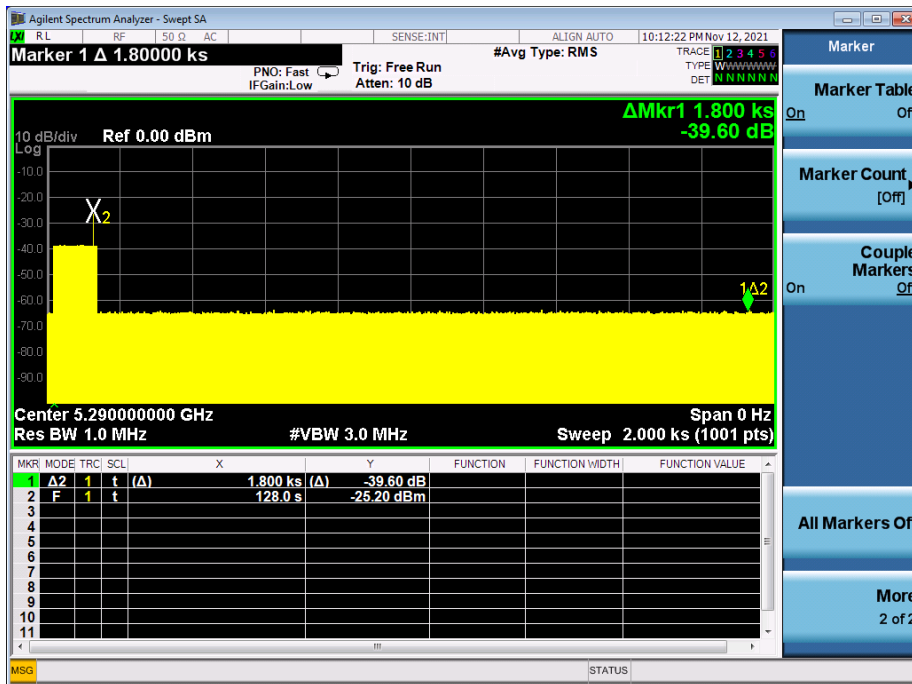 Agilent Spectrum Analyzer - Swept SA
LXI RL RF 50 Ω AC SENSE:INT ALIGN AUTO 10:12:22 PM Nov 12, 2021
Marker 1 Δ 1.80000 ks
PNO: Fast
IFGain:Low
Trig: Free Run
Atten: 10 dB
#Avg Type: RMS
TRACE 1 2 3 4 5 6
TYPE WWWWWW
DET N N N N N N
ΔMkr1 1.800 ks
-39.60 dB
10 dB/div Ref 0.00 dBm
Log
-10.0
-20.0
-30.0
-40.0
-50.0
-60.0
-70.0
-80.0
-90.0
2
1Δ2
Center 5.290000000 GHz Span 0 Hz
Res BW 1.0 MHz #VBW 3.0 MHz Sweep 2.000 ks (1001 pts)
MKR MODE TRC SCL X Y FUNCTION FUNCTION WIDTH FUNCTION VALUE
1 Δ2 1 t (Δ) 1.800 ks (Δ) -39.60 dB
2 F 1 t 128.0 s -25.20 dBm
3
4
5
6
7
8
9
10
11
MSG STATUS
Marker
Marker Table
On Of
Marker Count
[Off]
Couple
Markers
On Of
All Markers Of
More
2 of 2